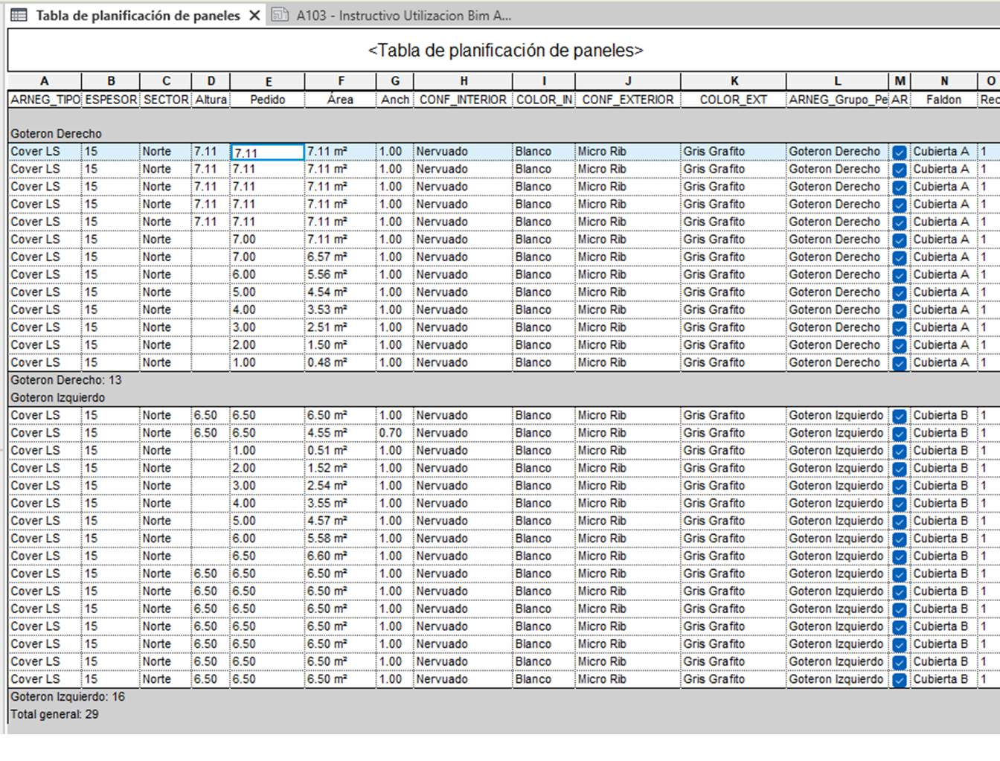 Tabla de planificación de paneles X A103 - Instructivo Utilizacion Bim A...
<Tabla de planificación de paneles>
A B C D E F G H I J K L M N O
ARNEG_TIPO ESPESOR SECTOR Altura Pedido Área Anch CONF_INTERIOR COLOR_IN CONF_EXTERIOR COLOR_EXT ARNEG_Grupo_Pe AR Faldon Rec
Goteron Derecho
Cover LS 15 Norte 7.11 7.11 7.11 m² 1.00 Nervuado Blanco Micro Rib Gris Grafito Goteron Derecho Cubierta A 1
Cover LS 15 Norte 7.11 7.11 7.11 m² 1.00 Nervuado Blanco Micro Rib Gris Grafito Goteron Derecho Cubierta A 1
Cover LS 15 Norte 7.11 7.11 7.11 m² 1.00 Nervuado Blanco Micro Rib Gris Grafito Goteron Derecho Cubierta A 1
Cover LS 15 Norte 7.11 7.11 7.11 m² 1.00 Nervuado Blanco Micro Rib Gris Grafito Goteron Derecho Cubierta A 1
Cover LS 15 Norte 7.11 7.11 7.11 m² 1.00 Nervuado Blanco Micro Rib Gris Grafito Goteron Derecho Cubierta A 1
Cover LS 15 Norte 7.00 7.11 m² 1.00 Nervuado Blanco Micro Rib Gris Grafito Goteron Derecho Cubierta A 1
Cover LS 15 Norte 7.00 6.57 m² 1.00 Nervuado Blanco Micro Rib Gris Grafito Goteron Derecho Cubierta A 1
Cover LS 15 Norte 6.00 5.56 m² 1.00 Nervuado Blanco Micro Rib Gris Grafito Goteron Derecho Cubierta A 1
Cover LS 15 Norte 5.00 4.54 m² 1.00 Nervuado Blanco Micro Rib Gris Grafito Goteron Derecho Cubierta A 1
Cover LS 15 Norte 4.00 3.53 m² 1.00 Nervuado Blanco Micro Rib Gris Grafito Goteron Derecho Cubierta A 1
Cover LS 15 Norte 3.00 2.51 m² 1.00 Nervuado Blanco Micro Rib Gris Grafito Goteron Derecho Cubierta A 1
Cover LS 15 Norte 2.00 1.50 m² 1.00 Nervuado Blanco Micro Rib Gris Grafito Goteron Derecho Cubierta A 1
Cover LS 15 Norte 1.00 0.48 m² 1.00 Nervuado Blanco Micro Rib Gris Grafito Goteron Derecho Cubierta A 1
Goteron Derecho: 13
Goteron Izquierdo
Cover LS 15 Norte 6.50 6.50 6.50 m² 1.00 Nervuado Blanco Micro Rib Gris Grafito Goteron Izquierdo Cubierta B 1
Cover LS 15 Norte 6.50 6.50 4.55 m² 0.70 Nervuado Blanco Micro Rib Gris Grafito Goteron Izquierdo Cubierta B 1
Cover LS 15 Norte 1.00 0.51 m² 1.00 Nervuado Blanco Micro Rib Gris Grafito Goteron Izquierdo Cubierta B 1
Cover LS 15 Norte 2.00 1.52 m² 1.00 Nervuado Blanco Micro Rib Gris Grafito Goteron Izquierdo Cubierta B 1
Cover LS 15 Norte 3.00 2.54 m² 1.00 Nervuado Blanco Micro Rib Gris Grafito Goteron Izquierdo Cubierta B 1
Cover LS 15 Norte 4.00 3.55 m² 1.00 Nervuado Blanco Micro Rib Gris Grafito Goteron Izquierdo Cubierta B 1
Cover LS 15 Norte 5.00 4.57 m² 1.00 Nervuado Blanco Micro Rib Gris Grafito Goteron Izquierdo Cubierta B 1
Cover LS 15 Norte 6.00 5.58 m² 1.00 Nervuado Blanco Micro Rib Gris Grafito Goteron Izquierdo Cubierta B 1
Cover LS 15 Norte 6.50 6.60 m² 1.00 Nervuado Blanco Micro Rib Gris Grafito Goteron Izquierdo Cubierta B 1
Cover LS 15 Norte 6.50 6.50 6.50 m² 1.00 Nervuado Blanco Micro Rib Gris Grafito Goteron Izquierdo Cubierta B 1
Cover LS 15 Norte 6.50 6.50 6.50 m² 1.00 Nervuado Blanco Micro Rib Gris Grafito Goteron Izquierdo Cubierta B 1
Cover LS 15 Norte 6.50 6.50 6.50 m² 1.00 Nervuado Blanco Micro Rib Gris Grafito Goteron Izquierdo Cubierta B 1
Cover LS 15 Norte 6.50 6.50 6.50 m² 1.00 Nervuado Blanco Micro Rib Gris Grafito Goteron Izquierdo Cubierta B 1
Cover LS 15 Norte 6.50 6.50 6.50 m² 1.00 Nervuado Blanco Micro Rib Gris Grafito Goteron Izquierdo Cubierta B 1
Cover LS 15 Norte 6.50 6.50 6.50 m² 1.00 Nervuado Blanco Micro Rib Gris Grafito Goteron Izquierdo Cubierta B 1
Cover LS 15 Norte 6.50 6.50 6.50 m² 1.00 Nervuado Blanco Micro Rib Gris Grafito Goteron Izquierdo Cubierta B 1
Goteron Izquierdo: 16
Total general: 29